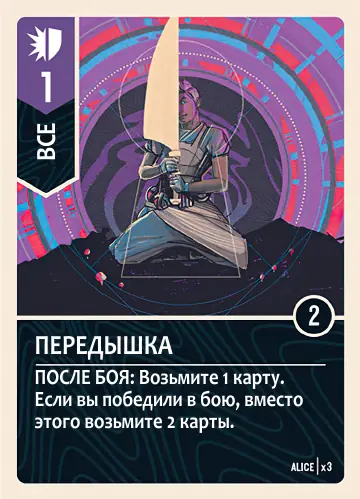 1
ВСЕ
2
ПЕРЕДЫШКА
ПОСЛЕ БОЯ: Возьмите 1 карту.
Если вы победили в бою, вместо
этого возьмите 2 карты.
ALICE | x3